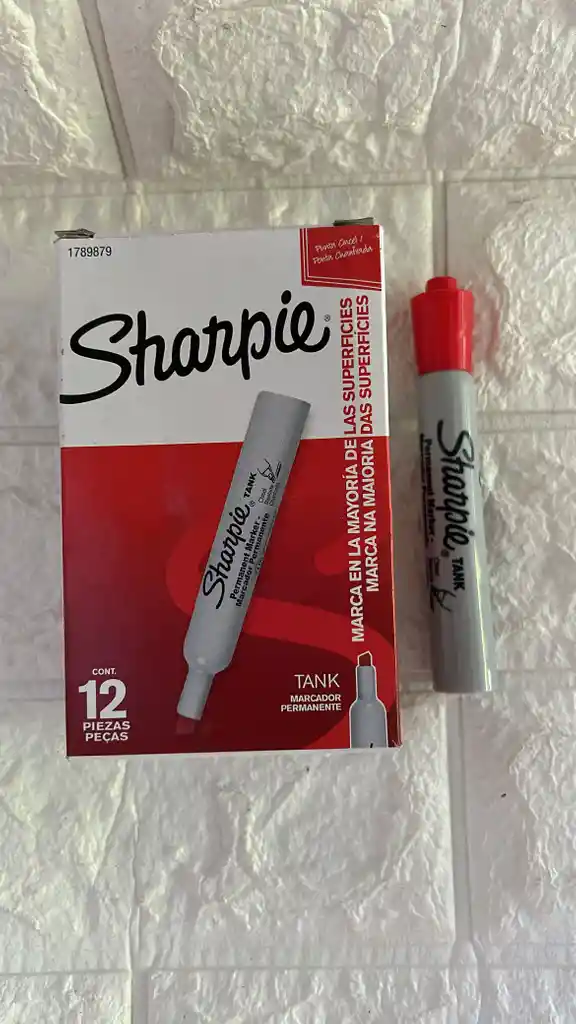 1789879
Punta Cincel /
Ponta Chanfrada
Sharpie®
MARCA EN LA MAYORÍA DE LAS SUPERFICIES
MARCA NA MAIORIA DAS SUPERFÍCIES
Sharpie® TANK
Permanent Marker
Marcador Permanente
CONT.
12
PIEZAS
PEÇAS
TANK
MARCADOR
PERMANENTE
Sharpie® TANK
Permanent Marker